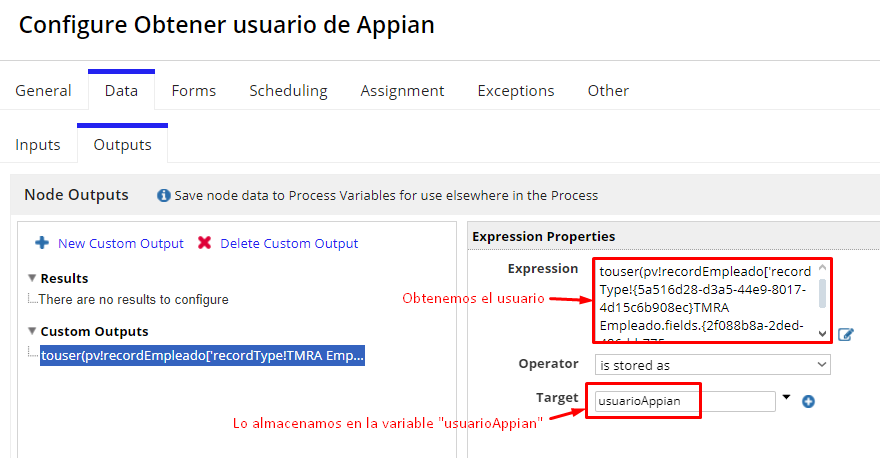 Configure Obtener usuario de Appian
General Data Forms Scheduling Assignment Exceptions Other
Inputs Outputs
Node Outputs Save node data to Process Variables for use elsewhere in the Process
New Custom Output Delete Custom Output
Results
There are no results to configure
Custom Outputs
touser(pv!recordEmpleado['recordType!TMRA Emp...
Expression Properties
Expression
touser(pv!recordEmpleado['record
Type!{5a516d28-d3a5-44e9-8017-
4d15c6b908ec}TMRA
Empleado.fields.{2f088b8a-2ded-
Obtenemos el usuario
Operator is stored as
Target usuarioAppian
Lo almacenamos en la variable "usuarioAppian"